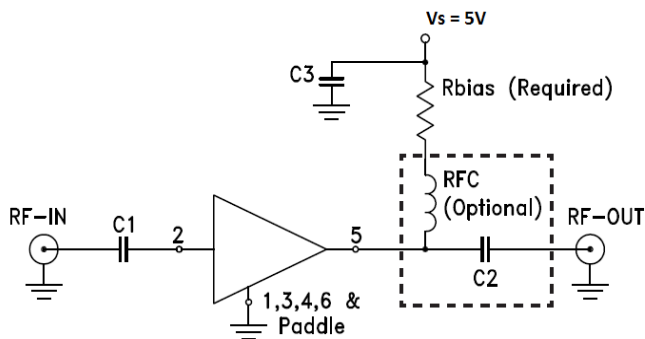 Vs = 5V
C3
Rbias (Required)
RFC
(Optional)
RF-IN
C1
2
5
RF-OUT
C2
1,3,4,6 &
Paddle